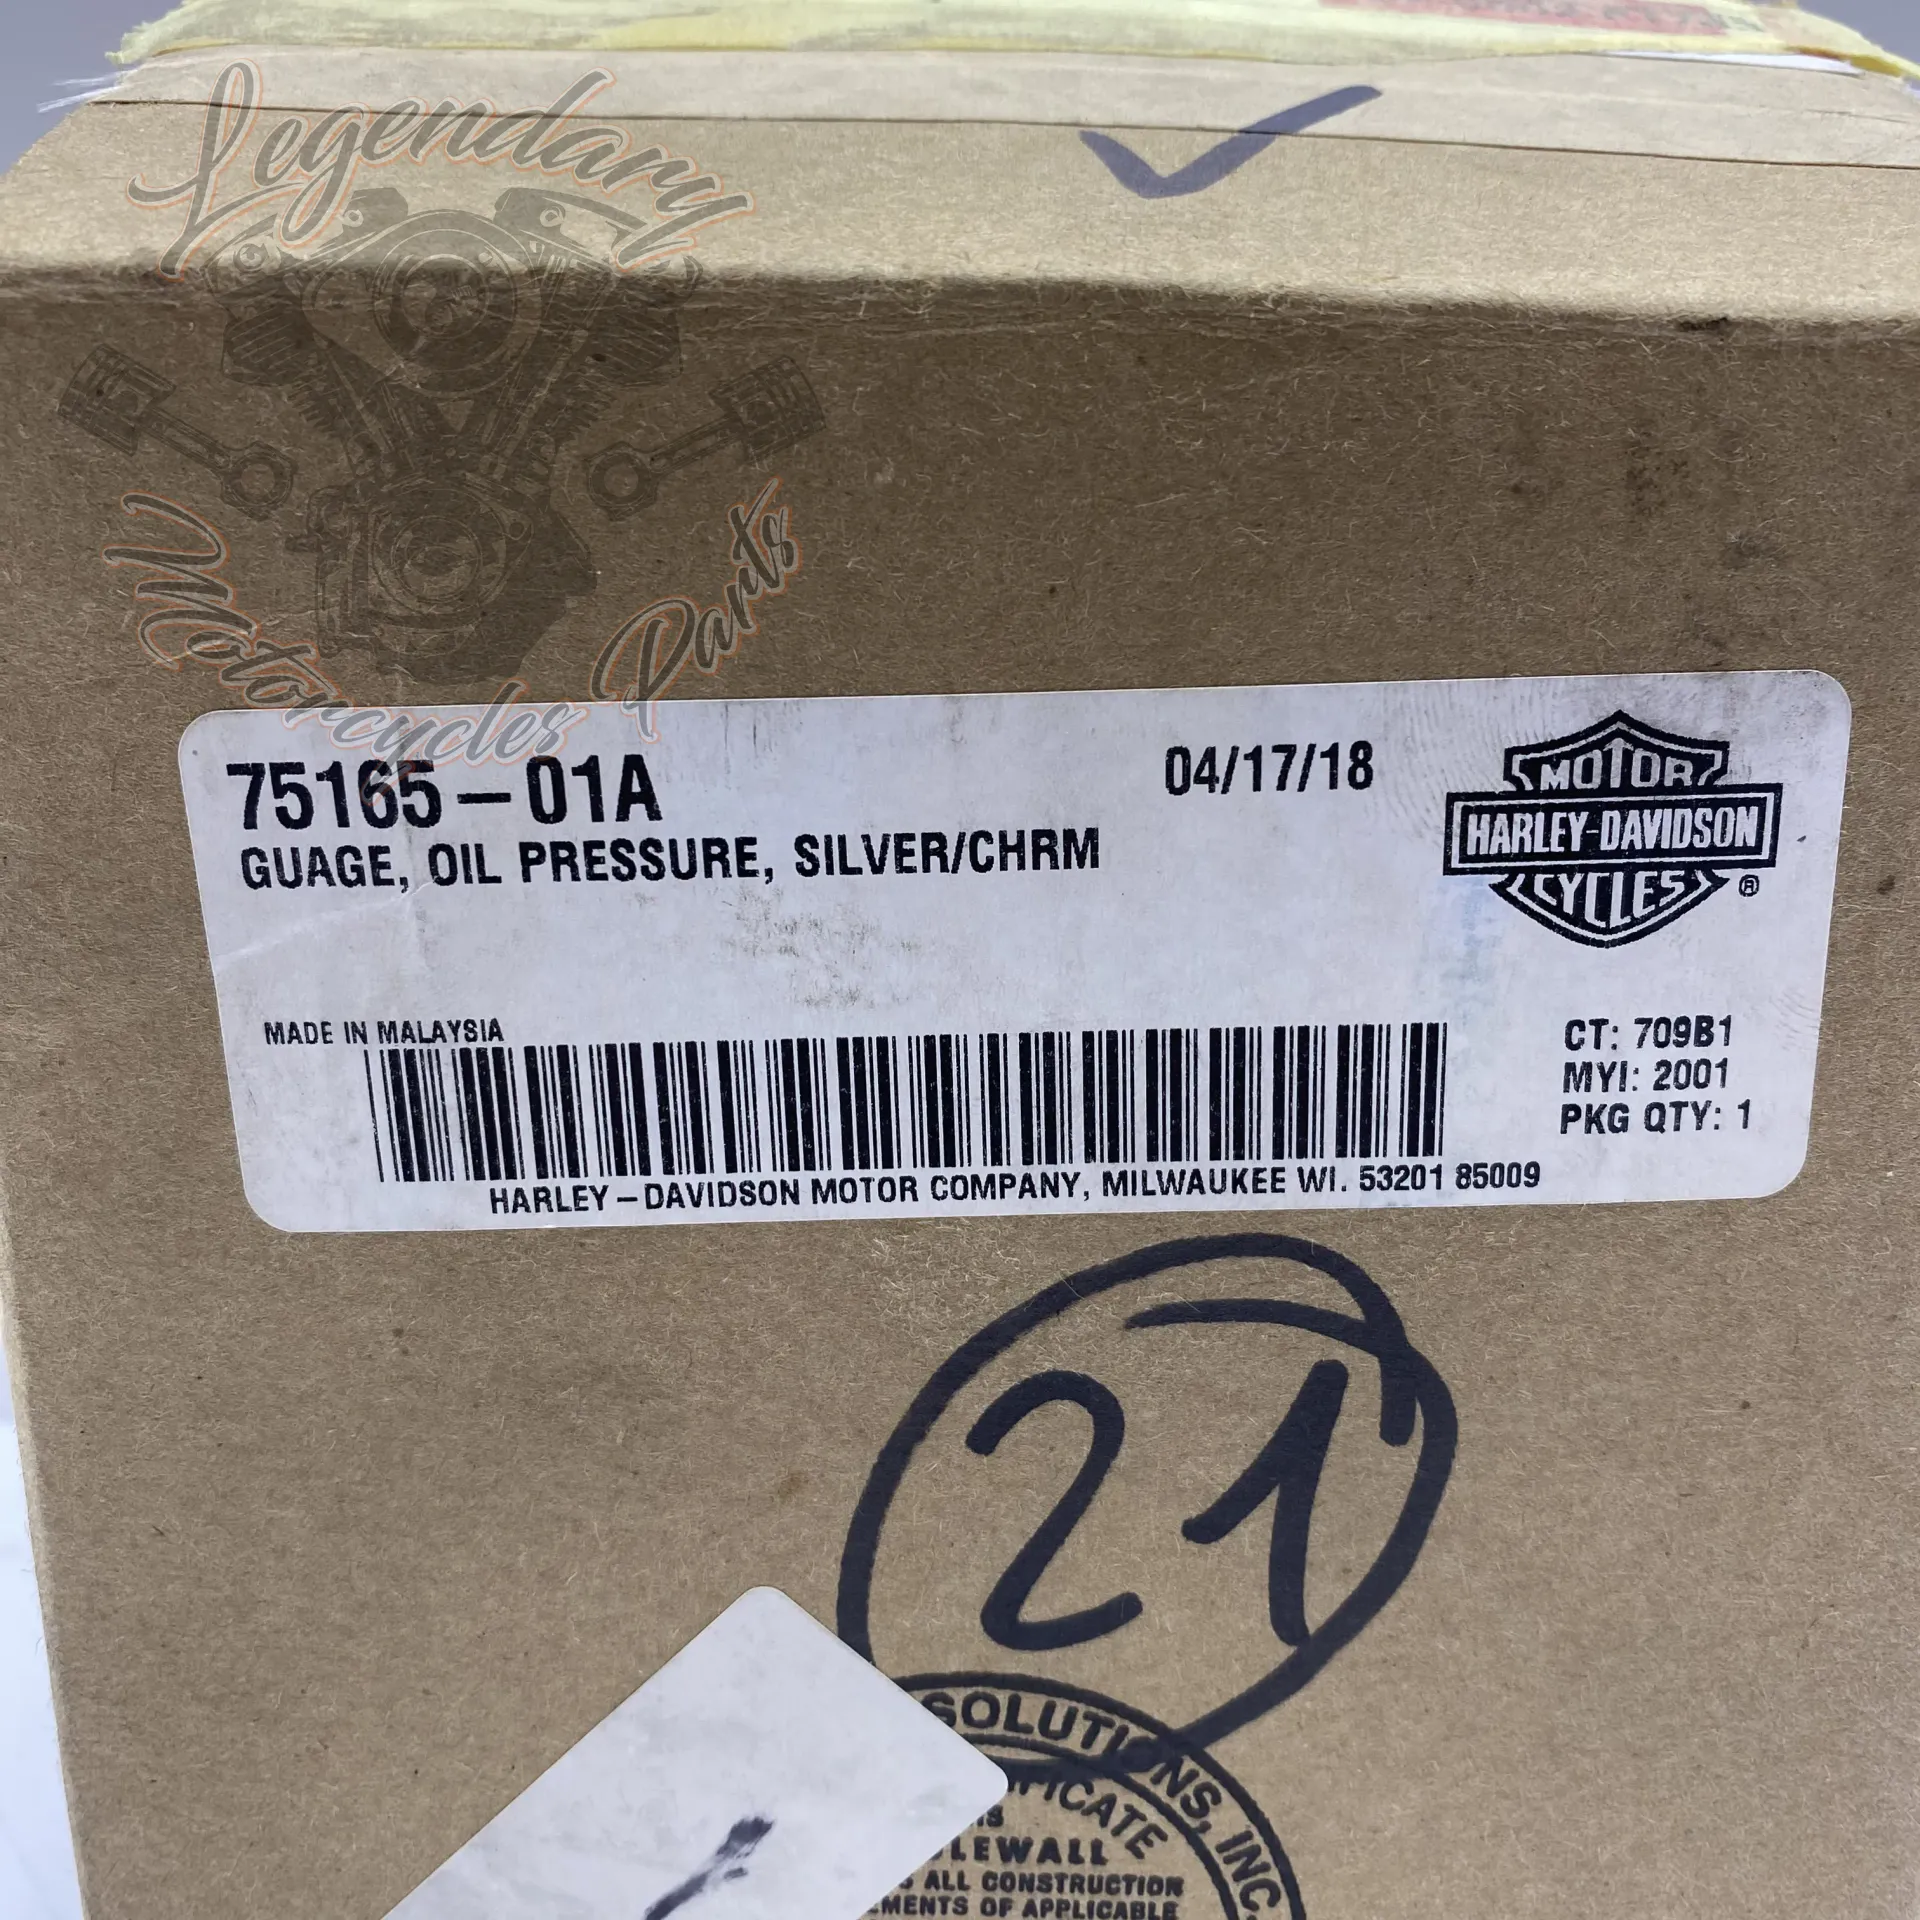 Legendary
Motorcycles Parts
75165-01A
04/17/18
GUAGE, OIL PRESSURE, SILVER/CHRM
MOTOR
HARLEY-DAVIDSON
CYCLES
®
MADE IN MALAYSIA
CT: 709B1
MYI: 2001
PKG QTY: 1
HARLEY-DAVIDSON MOTOR COMPANY, MILWAUKEE WI. 53201 85009
21
SOLUTIONS, INC.
ALL CONSTRUCTION
OF APPLICABLE